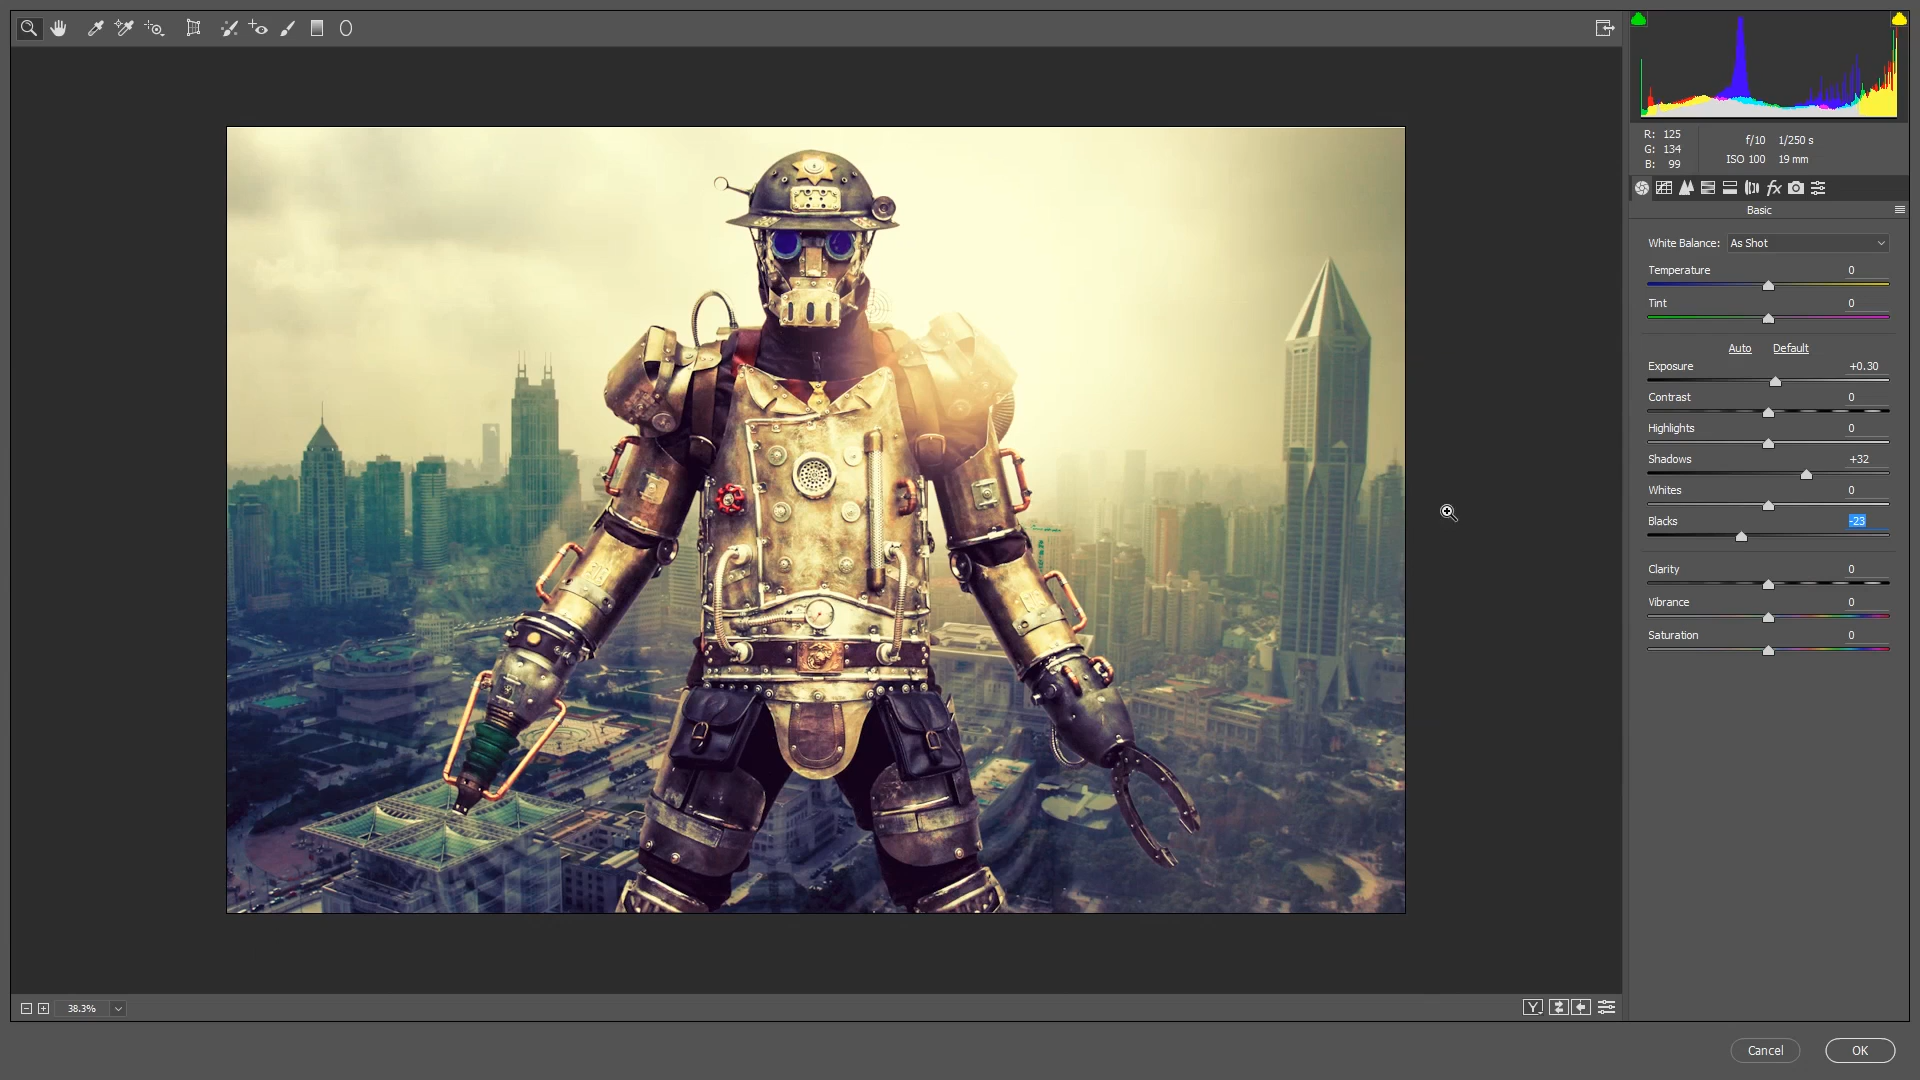 R: 125
G: 134
B: 99
f/10 1/250 s
ISO 100 19 mm
fx
Basic
White Balance: As Shot
Temperature 0
Tint 0
Auto Default
Exposure +0.30
Contrast 0
Highlights 0
Shadows +32
Whites 0
Blacks -23
Clarity 0
Vibrance 0
Saturation 0
38.3%
Y
Cancel OK